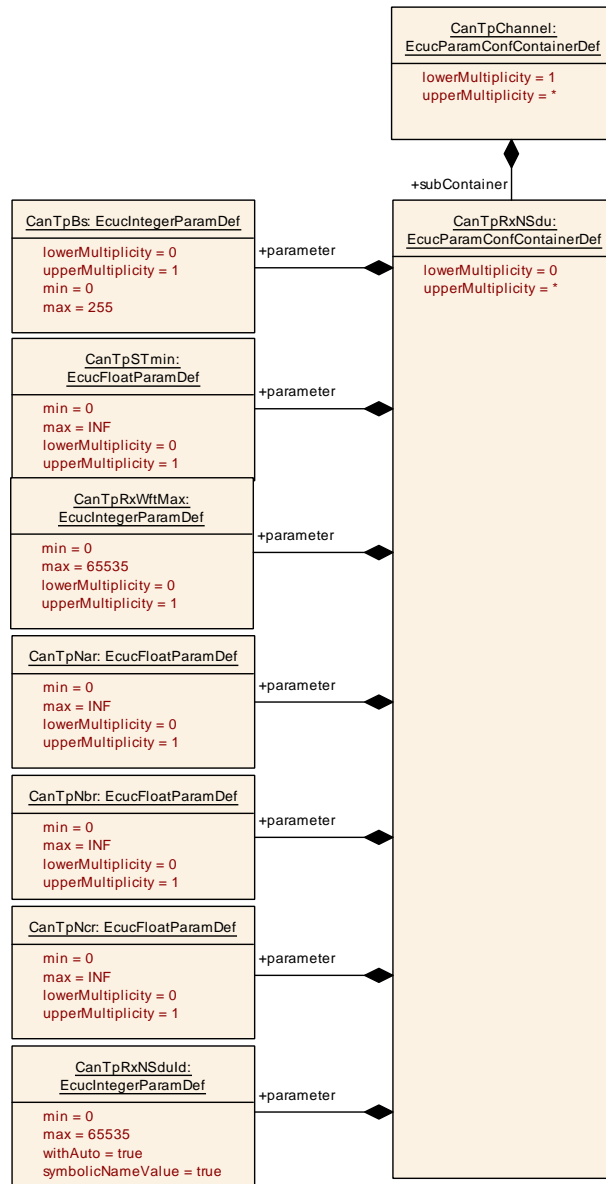 CanTpChannel:
EcucParamConfContainerDef
lowerMultiplicity = 1
upperMultiplicity = *
+subContainer
CanTpBs: EcucIntegerParamDef
lowerMultiplicity = 0
upperMultiplicity = 1
min = 0
max = 255
+parameter
CanTpRxNSdu:
EcucParamConfContainerDef
lowerMultiplicity = 0
upperMultiplicity = *
CanTpSTmin:
EcucFloatParamDef
min = 0
max = INF
lowerMultiplicity = 0
upperMultiplicity = 1
+parameter
CanTpRxWftMax:
EcucIntegerParamDef
min = 0
max = 65535
lowerMultiplicity = 0
upperMultiplicity = 1
+parameter
CanTpNar: EcucFloatParamDef
min = 0
max = INF
lowerMultiplicity = 0
upperMultiplicity = 1
+parameter
CanTpNbr: EcucFloatParamDef
min = 0
max = INF
lowerMultiplicity = 0
upperMultiplicity = 1
+parameter
CanTpNcr: EcucFloatParamDef
min = 0
max = INF
lowerMultiplicity = 0
upperMultiplicity = 1
+parameter
CanTpRxNSduId:
EcucIntegerParamDef
min = 0
max = 65535
withAuto = true
symbolicNameValue = true
+parameter